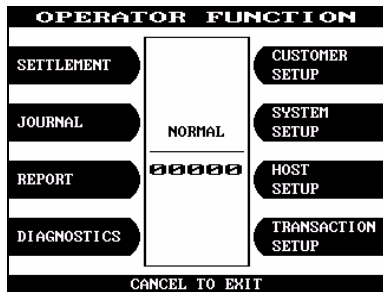 OPERATOR FUNCTION
SETTLEMENT
CUSTOMER
SETUP
JOURNAL
SYSTEM
SETUP
NORMAL
REPORT
00000
HOST
SETUP
DIAGNOSTICS
TRANSACTION
SETUP
CANCEL TO EXIT